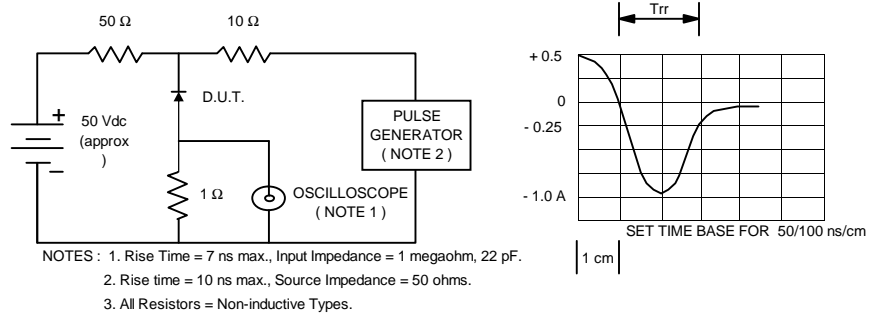 50 Ω
10 Ω
Trr
+
50 Vdc
(approx
)
−
D.U.T.
PULSE
GENERATOR
( NOTE 2 )
1 Ω
OSCILLOSCOPE
( NOTE 1 )
+ 0.5
0
- 0.25
- 1.0 A
SET TIME BASE FOR 50/100 ns/cm
1 cm
NOTES : 1. Rise Time = 7 ns max., Input Impedance = 1 megaohm, 22 pF.
2. Rise time = 10 ns max., Source Impedance = 50 ohms.
3. All Resistors = Non-inductive Types.